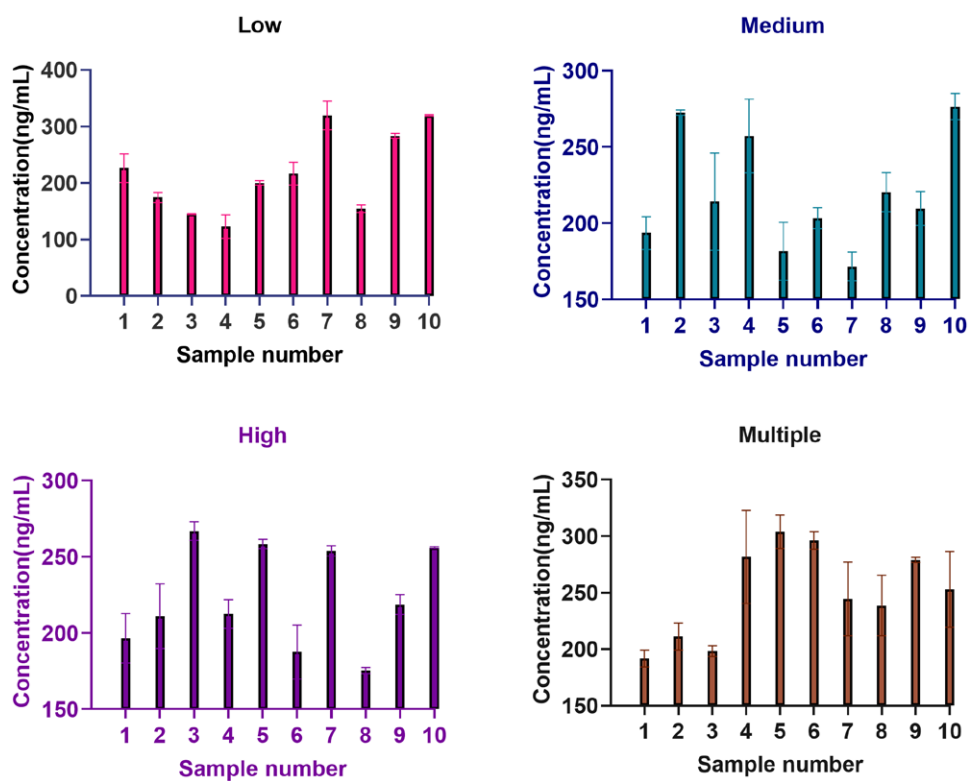 Low
Concentration(ng/mL)
400
300
200
100
0
1 2 3 4 5 6 7 8 9 10
Sample number
Medium
Concentration(ng/mL)
300
250
200
150
1 2 3 4 5 6 7 8 9 10
Sample number
High
Concentration(ng/mL)
300
250
200
150
1 2 3 4 5 6 7 8 9 10
Sample number
Multiple
Concentration(ng/mL)
350
300
250
200
150
1 2 3 4 5 6 7 8 9 10
Sample number